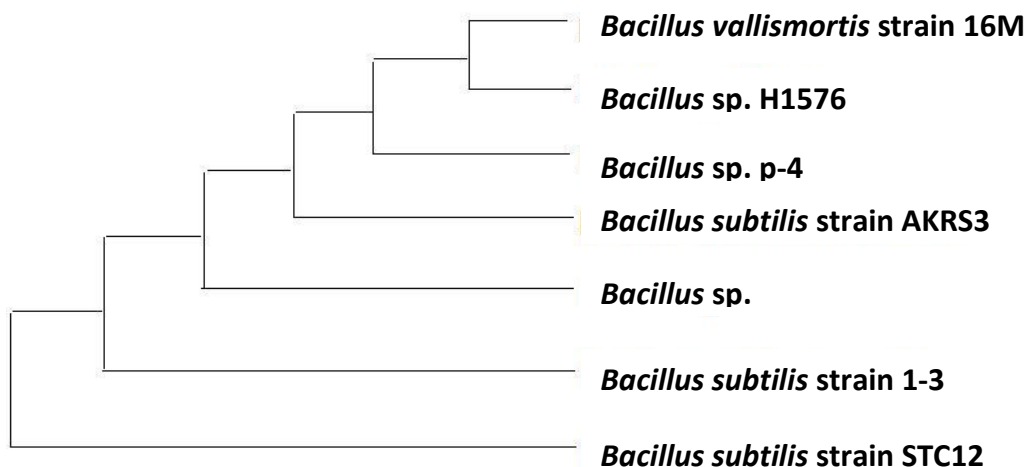 Bacillus vallismortis strain 16M
Bacillus sp. H1576
Bacillus sp. p-4
Bacillus subtilis strain AKRS3
Bacillus sp.
Bacillus subtilis strain 1-3
Bacillus subtilis strain STC12